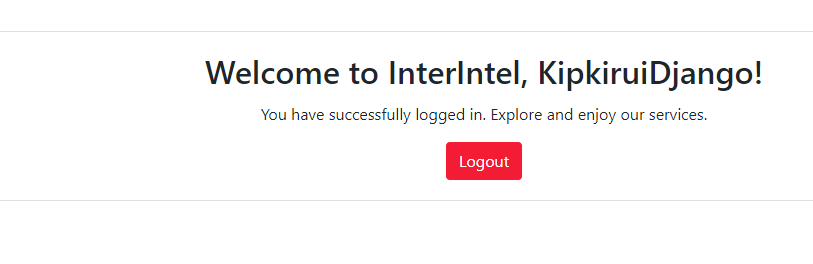 Welcome to InterIntel, KipkiruiDjango!
You have successfully logged in. Explore and enjoy our services.
Logout